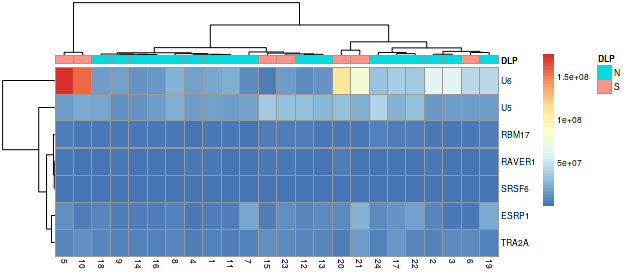 DLP
DLP
U6
N
S
1.5e+08
U5
1e+08
RBM17
RAVER1
5e+07
SRSF6
ESRP1
TRA2A
5 10 18 9 14 16 8 4 1 11 7 15 23 12 13 20 21 24 17 22 2 3 6 19